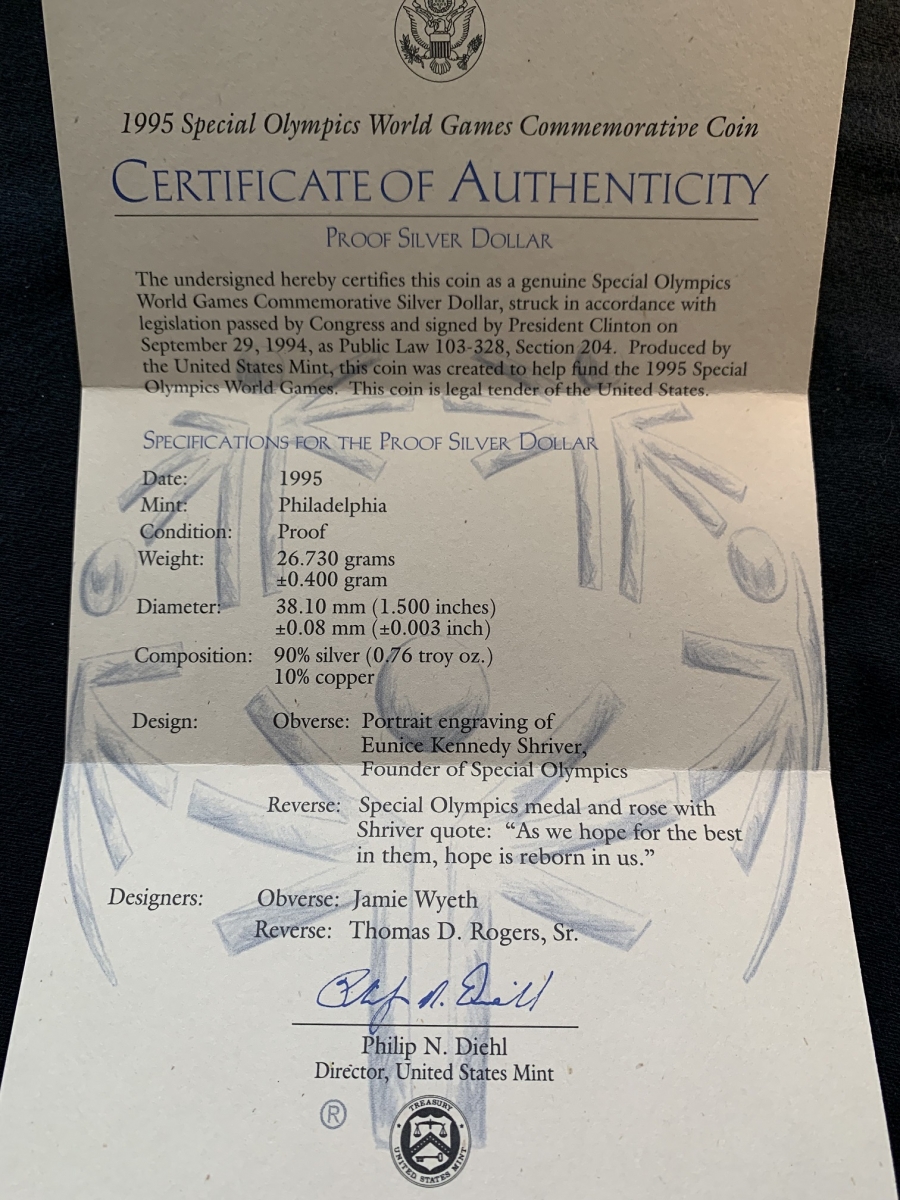 1995 Special Olympics World Games Commemorative Coin
CERTIFICATE OF AUTHENTICITY
PROOF SILVER DOLLAR
The undersigned hereby certifies this coin as a genuine Special Olympics
World Games Commemorative Silver Dollar, struck in accordance with
legislation passed by Congress and signed by President Clinton on
September 29, 1994, as Public Law 103-328, Section 204. Produced by
the United States Mint, this coin was created to help fund the 1995 Special
Olympics World Games. This coin is legal tender of the United States.
SPECIFICATIONS FOR THE PROOF SILVER DOLLAR
Date: 1995
Mint: Philadelphia
Condition: Proof
Weight: 26.730 grams
±0.400 gram
Diameter: 38.10 mm (1.500 inches)
±0.08 mm (±0.003 inch)
Composition: 90% silver (0.76 troy oz.)
10% copper
Design: Obverse: Portrait engraving of
Eunice Kennedy Shriver,
Founder of Special Olympics
Reverse: Special Olympics medal and rose with
Shriver quote: “As we hope for the best
in them, hope is reborn in us.”
Designers: Obverse: Jamie Wyeth
Reverse: Thomas D. Rogers, Sr.
Philip N. Diehl
Philip N. Diehl
Director, United States Mint
®
TREASURY
UNITED STATES MINT